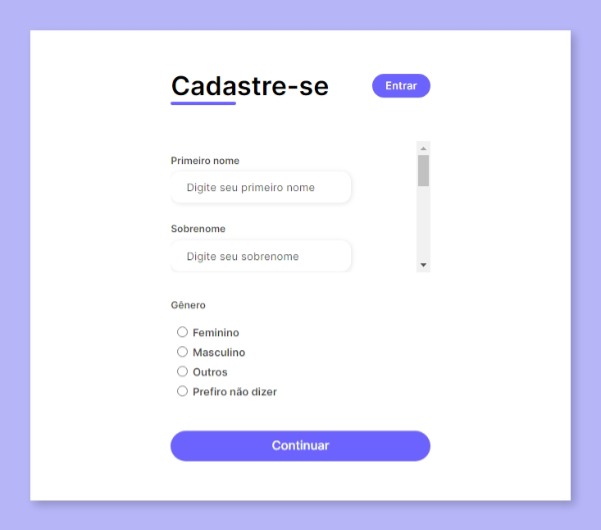 Cadastre-se
Entrar
Primeiro nome
Digite seu primeiro nome
Sobrenome
Digite seu sobrenome
Gênero
Feminino
Masculino
Outros
Prefiro não dizer
Continuar